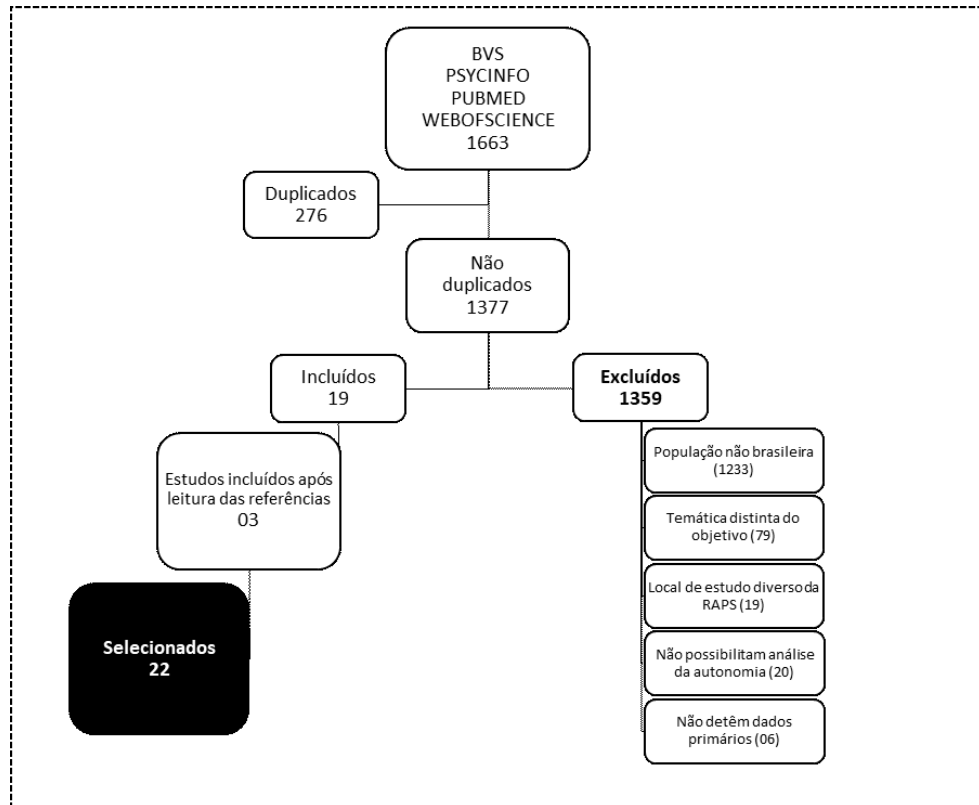 BVS
PSYCINFO
PUBMED
WEBOFSCIENCE
1663
Duplicados
276
Não
duplicados
1377
Incluídos
19
Excluídos
1359
Estudos incluídos após
leitura das referências
03
Selecionados
22
População não brasileira
(1233)
Temática distinta do
objetivo (79)
Local de estudo diverso da
RAPS (19)
Não possibilitam análise
da autonomia (20)
Não detêm dados
primários (06)